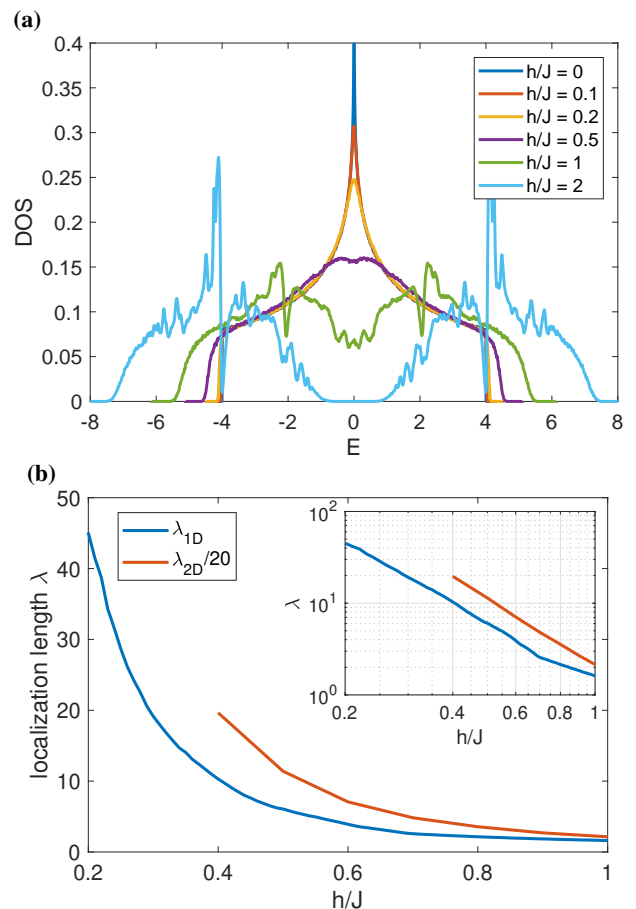 (a)
0.4
0.35
0.3
0.25
0.2
0.15
0.1
0.05
0
DOS
h/J = 0
h/J = 0.1
h/J = 0.2
h/J = 0.5
h/J = 1
h/J = 2
-8 -6 -4 -2 0 2 4 6 8
E
(b)
50
40
30
20
10
0
localization length λ
λ1D
λ2D/20
10²
10¹
10⁰
λ
0.2 0.4 0.6 0.8 1
h/J
0.2 0.4 0.6 0.8 1
h/J